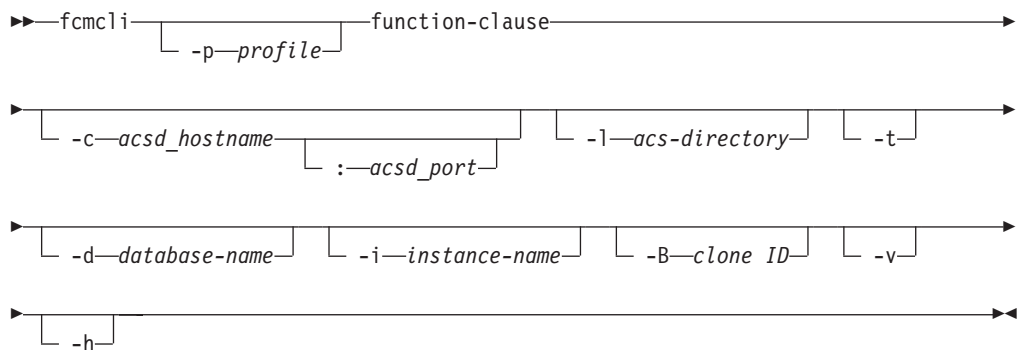 fcmcli function-clause
-p profile
-c acsd_hostname -l acs-directory -t
: acsd_port
-d database-name -i instance-name -B clone ID -v
-h